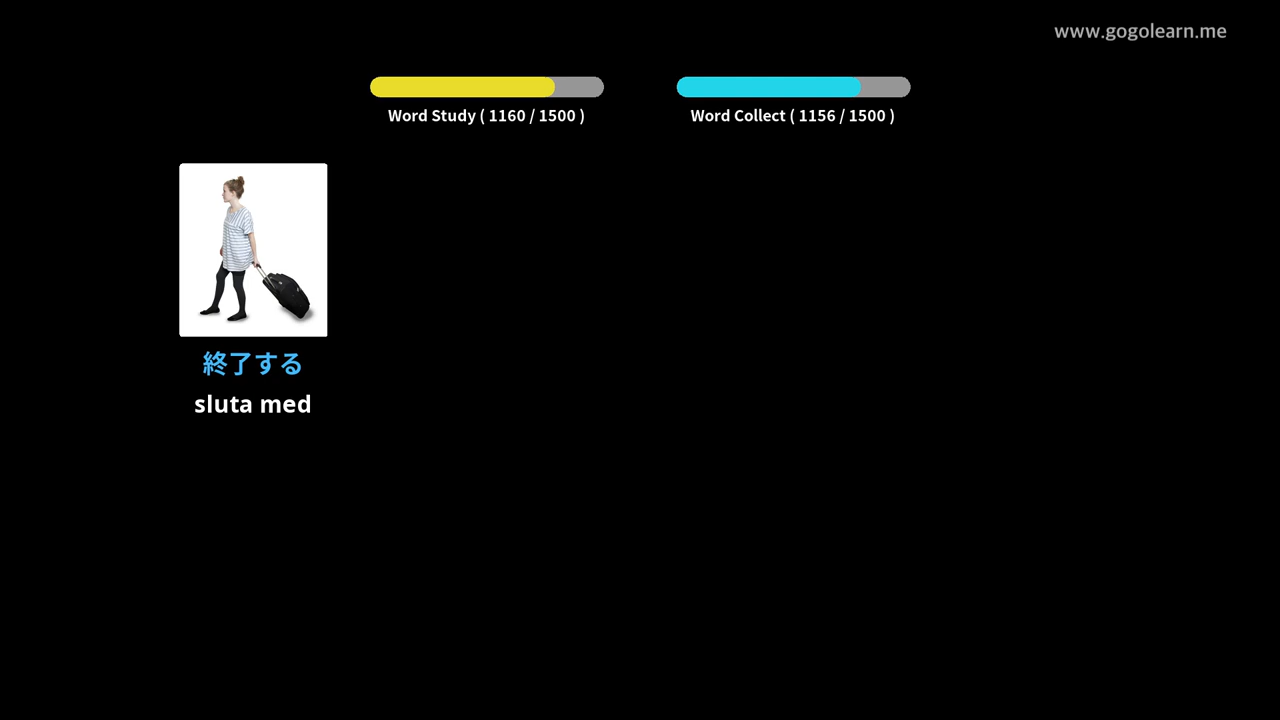 www.gogolearn.me
Word Study ( 1160 / 1500 )
Word Collect ( 1156 / 1500 )
終了する
sluta med